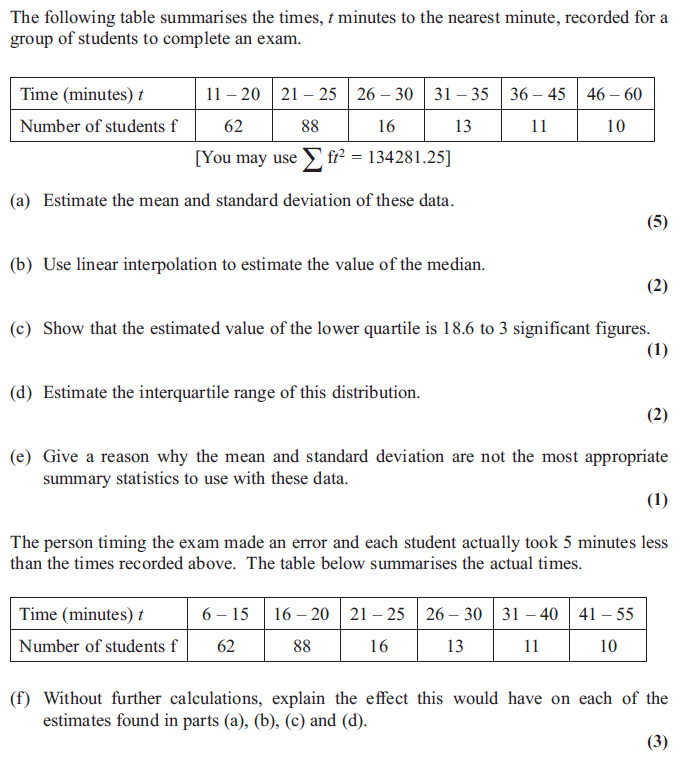 The following table summarises the times, t minutes to the nearest minute, recorded for a
group of students to complete an exam.
Time (minutes) t 11 – 20 21 – 25 26 – 30 31 – 35 36 – 45 46 – 60
Number of students f 62 88 16 13 11 10
[You may use ∑ ft² = 134281.25]
(a) Estimate the mean and standard deviation of these data.
(5)
(b) Use linear interpolation to estimate the value of the median.
(2)
(c) Show that the estimated value of the lower quartile is 18.6 to 3 significant figures.
(1)
(d) Estimate the interquartile range of this distribution.
(2)
(e) Give a reason why the mean and standard deviation are not the most appropriate
summary statistics to use with these data.
(1)
The person timing the exam made an error and each student actually took 5 minutes less
than the times recorded above. The table below summarises the actual times.
Time (minutes) t 6 – 15 16 – 20 21 – 25 26 – 30 31 – 40 41 – 55
Number of students f 62 88 16 13 11 10
(f) Without further calculations, explain the effect this would have on each of the
estimates found in parts (a), (b), (c) and (d).
(3)